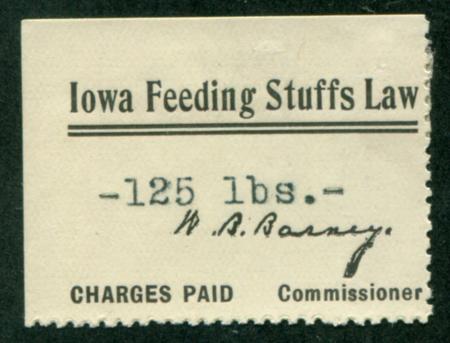 Iowa Feeding Stuffs Law
-125 lbs.-
W. B. Barney.
CHARGES PAID Commissioner